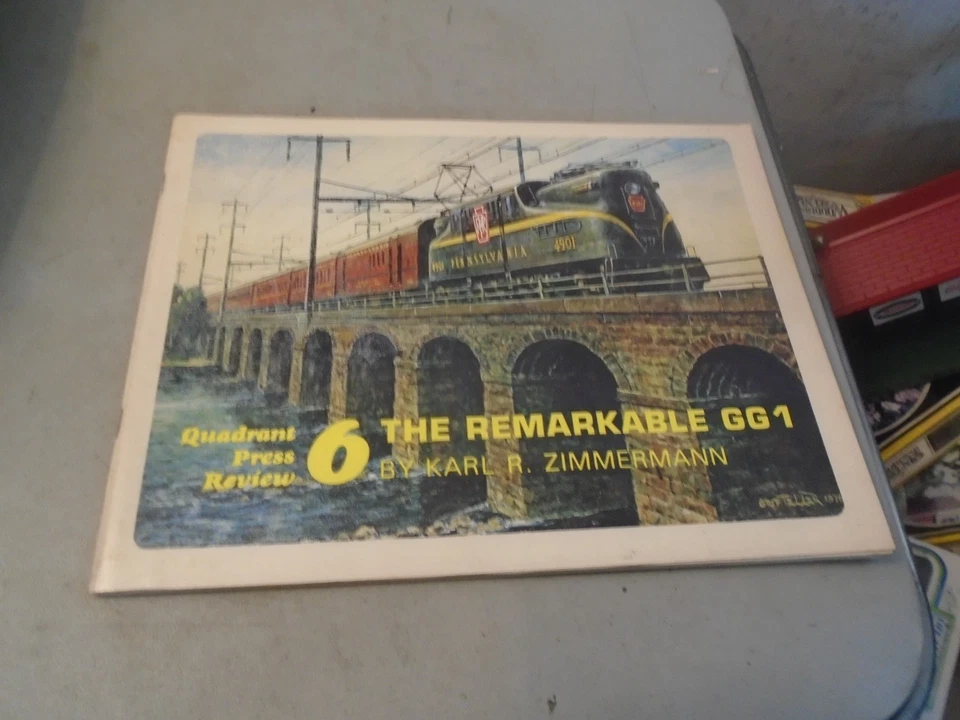 PENNSYLVANIA
4901
Quadrant
Press
Review
6
THE REMARKABLE GG1
BY KARL R. ZIMMERMANN